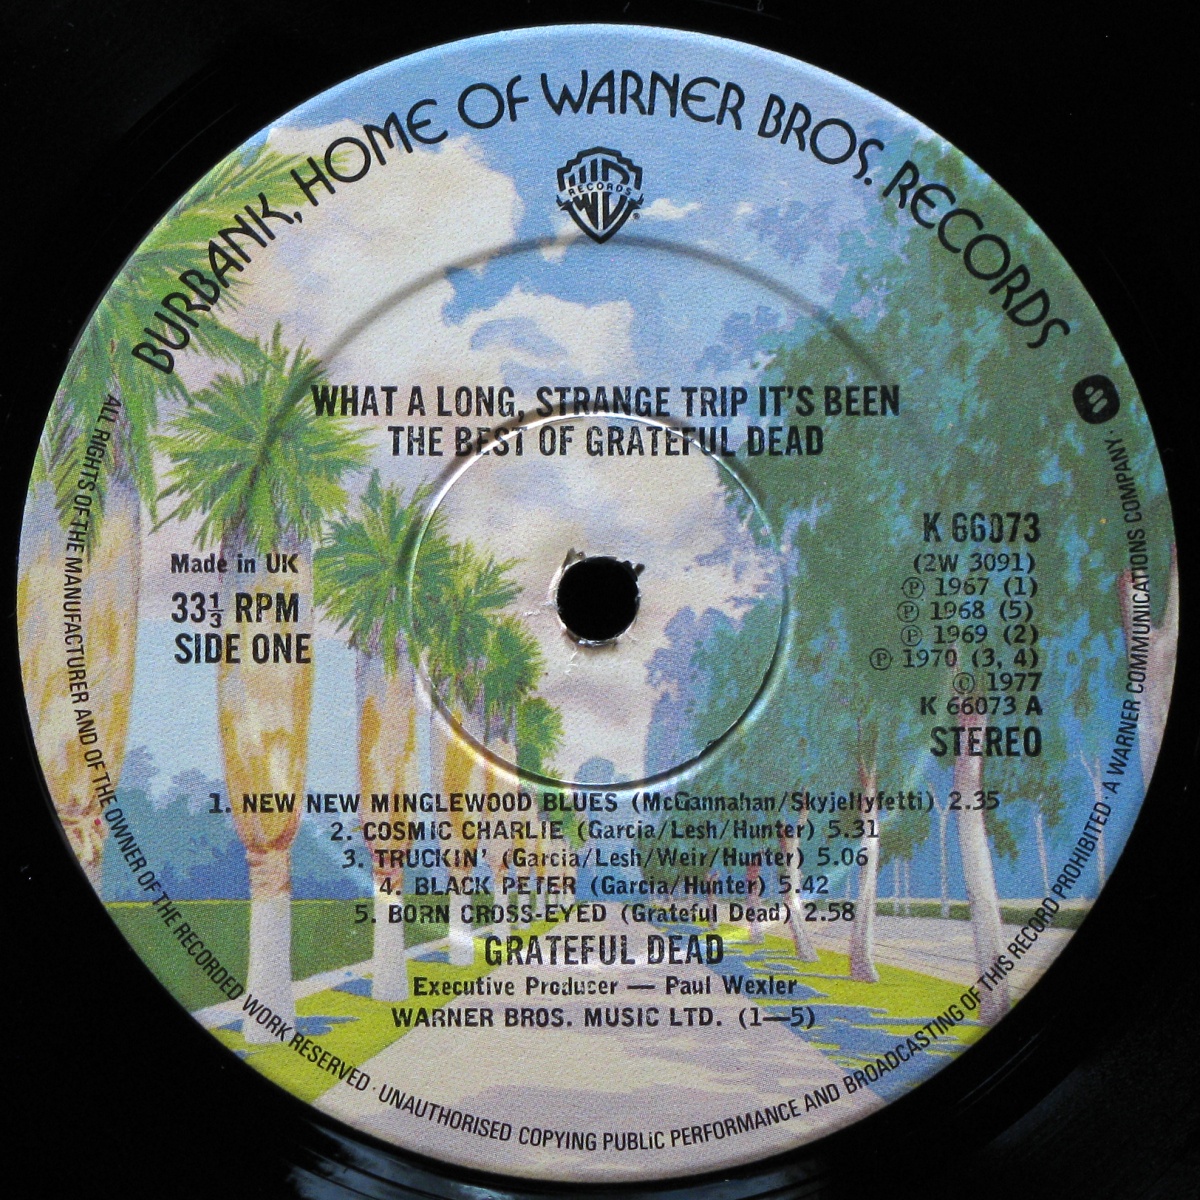 BURBANK, HOME OF WARNER BROS. RECORDS
RECORDS
WHAT A LONG, STRANGE TRIP IT'S BEEN
THE BEST OF GRATEFUL DEAD
Made in UK
33⅓ RPM
SIDE ONE
K 66073
(2W 3091)
℗ 1967 (1)
℗ 1968 (5)
℗ 1969 (2)
℗ 1970 (3, 4)
© 1977
K 66073 A
STEREO
1. NEW NEW MINGLEWOOD BLUES (McGannahan/Skyjellyfetti) 2.35
2. COSMIC CHARLIE (Garcia/Lesh/Hunter) 5.31
3. TRUCKIN' (Garcia/Lesh/Weir/Hunter) 5.06
4. BLACK PETER (Garcia/Hunter) 5.42
5. BORN CROSS-EYED (Grateful Dead) 2.58
GRATEFUL DEAD
Executive Producer — Paul Wexler
WARNER BROS. MUSIC LTD. (1—5)
ALL RIGHTS OF THE MANUFACTURER AND OF THE OWNER OF THE RECORDED WORK RESERVED · UNAUTHORISED COPYING PUBLiC PERFORMANCE AND BROADCASTING OF THIS RECORD PROHIBITED · A WARNER COMMUNICATIONS COMPANY ·